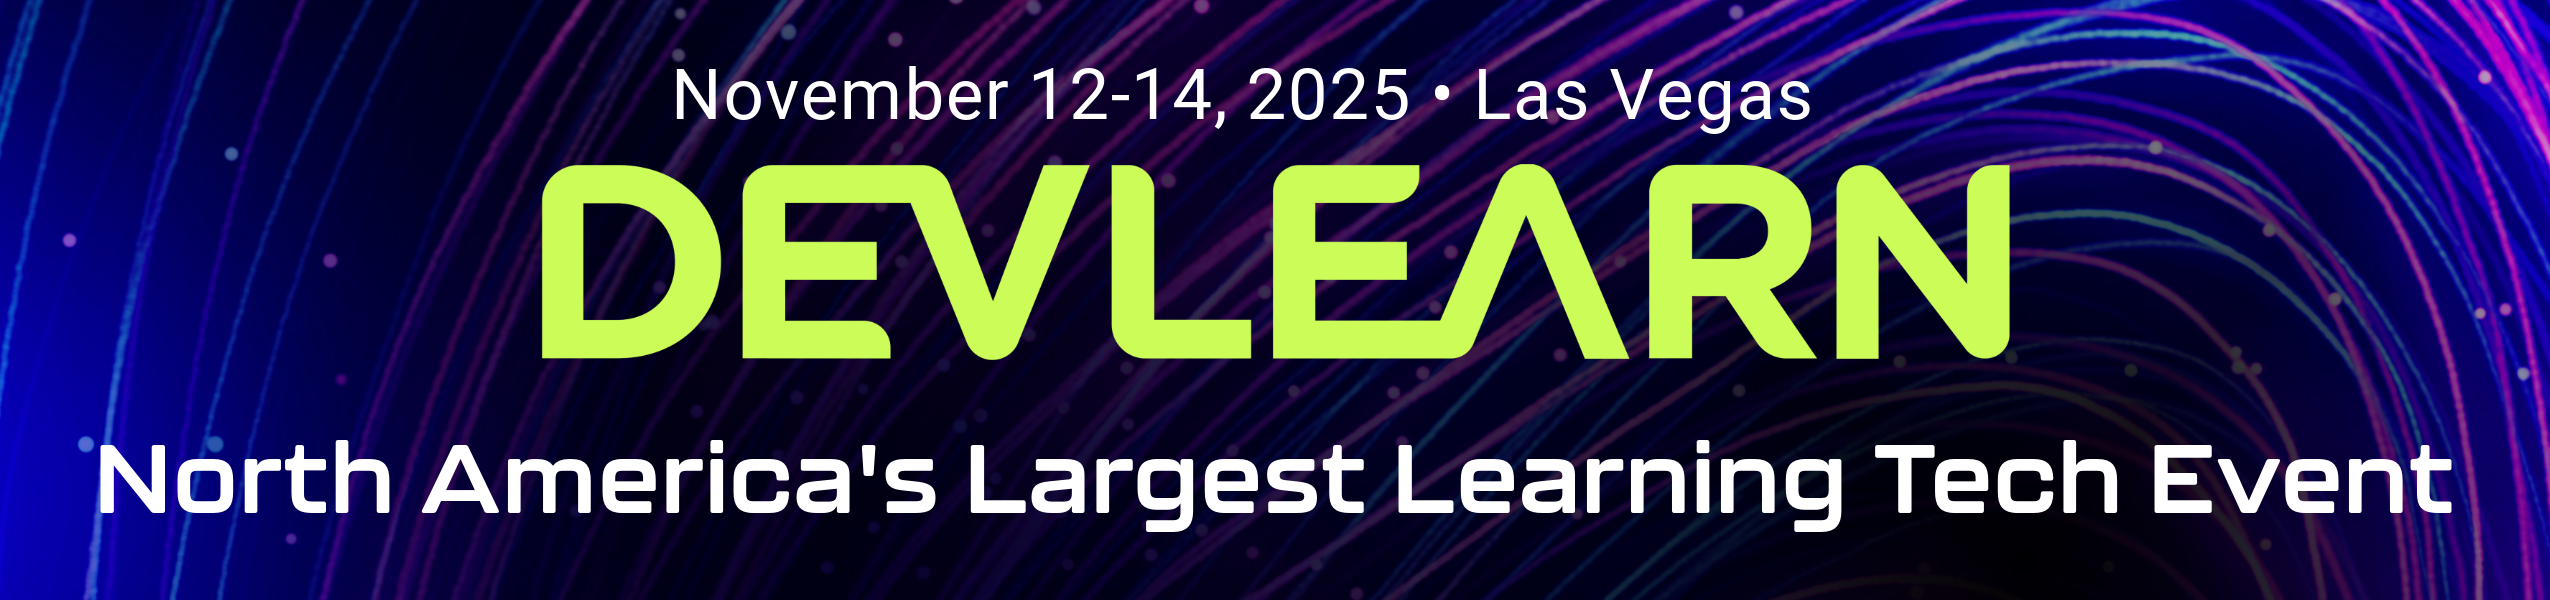 November 12-14, 2025 • Las Vegas
DEVLEARN
North America's Largest Learning Tech Event